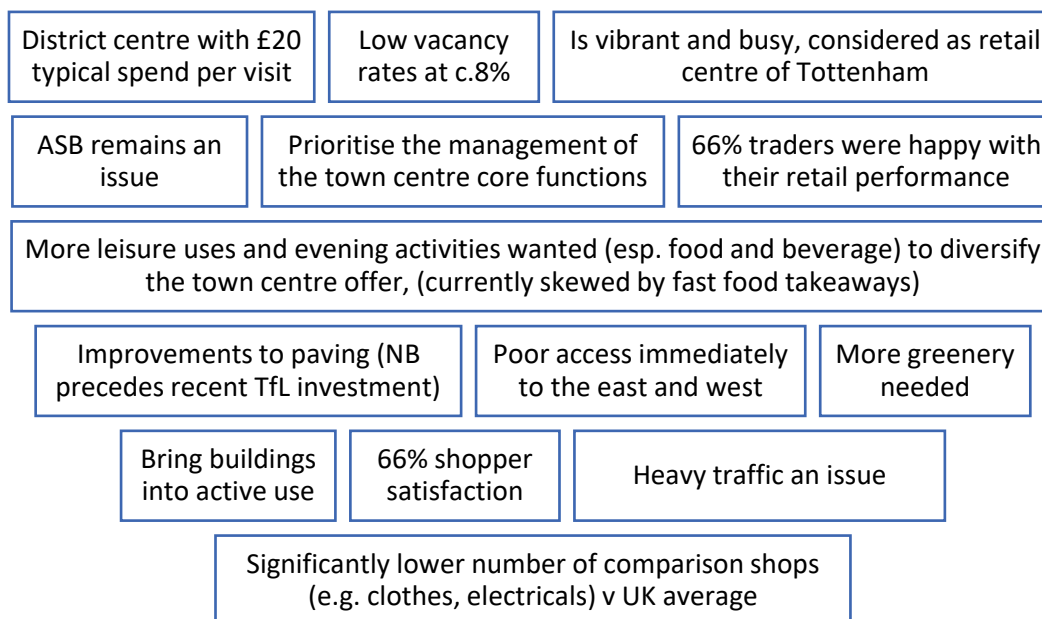 District centre with £20
typical spend per visit
Low vacancy
rates at c.8%
Is vibrant and busy, considered as retail
centre of Tottenham
ASB remains an
issue
Prioritise the management of
the town centre core functions
66% traders were happy with
their retail performance
More leisure uses and evening activities wanted (esp. food and beverage) to diversify
the town centre offer, (currently skewed by fast food takeaways)
Improvements to paving (NB
precedes recent TfL investment)
Poor access immediately
to the east and west
More greenery
needed
Bring buildings
into active use
66% shopper
satisfaction
Heavy traffic an issue
Significantly lower number of comparison shops
(e.g. clothes, electricals) v UK average